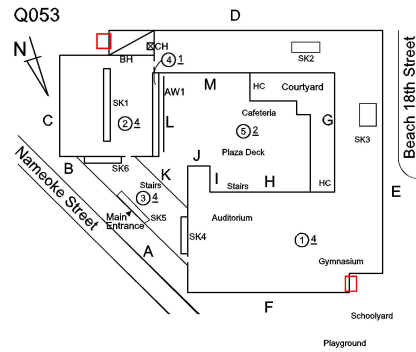 Q053
D
N
CH
BH
4 1
SK2
HC
Courtyard
Beach 18th Street
M
AW1
SK1
C
2 4
L
Cafeteria
5 2
G
SK3
Plaza Deck
B
SK6
K
J
I
Stairs
H
HC
E
Stairs
3 4
Nameoke Street
Main
Entrance
SK5
A
SK4
Auditorium
1 4
Gymnasium
F
Schoolyard
Playground